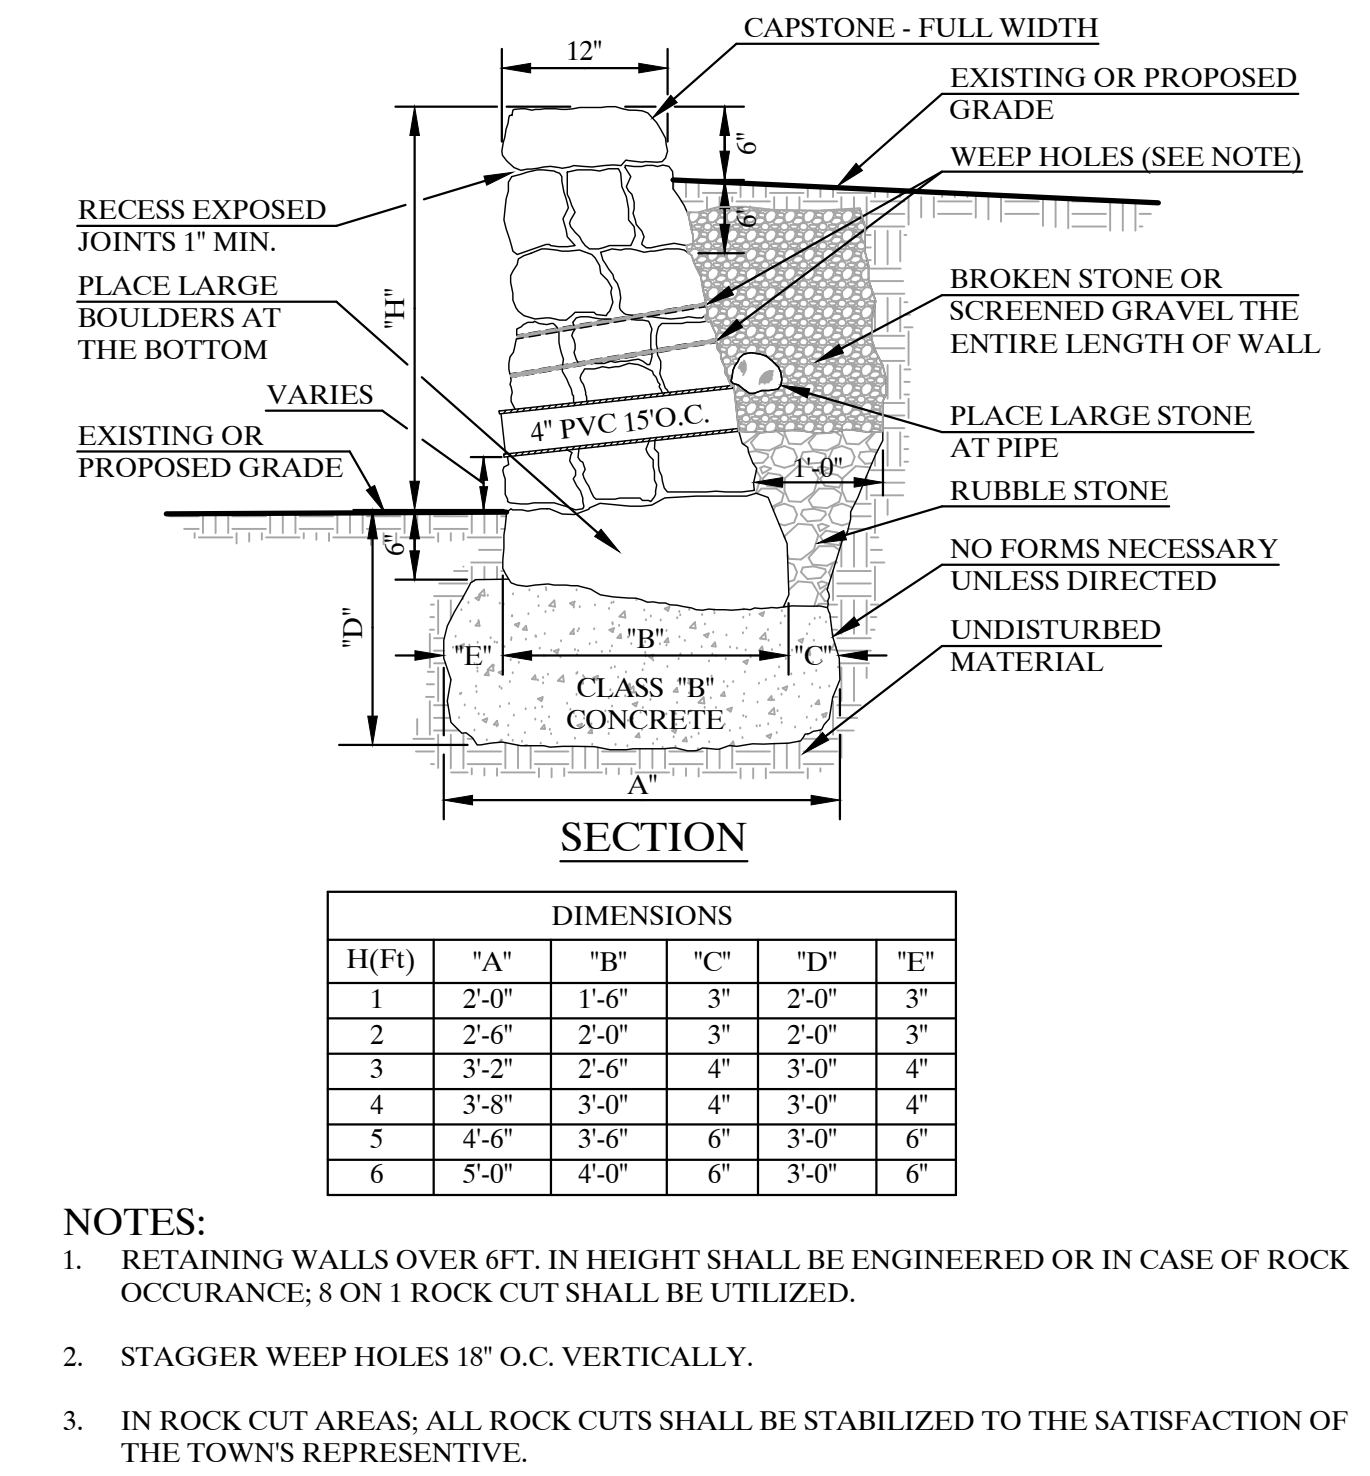 CAPSTONE - FULL WIDTH
12"
EXISTING OR PROPOSED
GRADE
6"
WEEP HOLES (SEE NOTE)
RECESS EXPOSED
JOINTS 1" MIN.
6"
PLACE LARGE
BOULDERS AT
THE BOTTOM
"H"
BROKEN STONE OR
SCREENED GRAVEL THE
ENTIRE LENGTH OF WALL
VARIES
4" PVC 15'O.C.
PLACE LARGE STONE
AT PIPE
EXISTING OR
PROPOSED GRADE
1'-0"
RUBBLE STONE
6"
NO FORMS NECESSARY
UNLESS DIRECTED
"D"
"E"
"B"
"C"
UNDISTURBED
MATERIAL
CLASS "B"
CONCRETE
A"
SECTION
DIMENSIONS
H(Ft) "A" "B" "C" "D" "E"
1 2'-0" 1'-6" 3" 2'-0" 3"
2 2'-6" 2'-0" 3" 2'-0" 3"
3 3'-2" 2'-6" 4" 3'-0" 4"
4 3'-8" 3'-0" 4" 3'-0" 4"
5 4'-6" 3'-6" 6" 3'-0" 6"
6 5'-0" 4'-0" 6" 3'-0" 6"
NOTES:
1. RETAINING WALLS OVER 6FT. IN HEIGHT SHALL BE ENGINEERED OR IN CASE OF ROCK
OCCURANCE; 8 ON 1 ROCK CUT SHALL BE UTILIZED.
2. STAGGER WEEP HOLES 18" O.C. VERTICALLY.
3. IN ROCK CUT AREAS; ALL ROCK CUTS SHALL BE STABILIZED TO THE SATISFACTION OF
THE TOWN'S REPRESENTIVE.